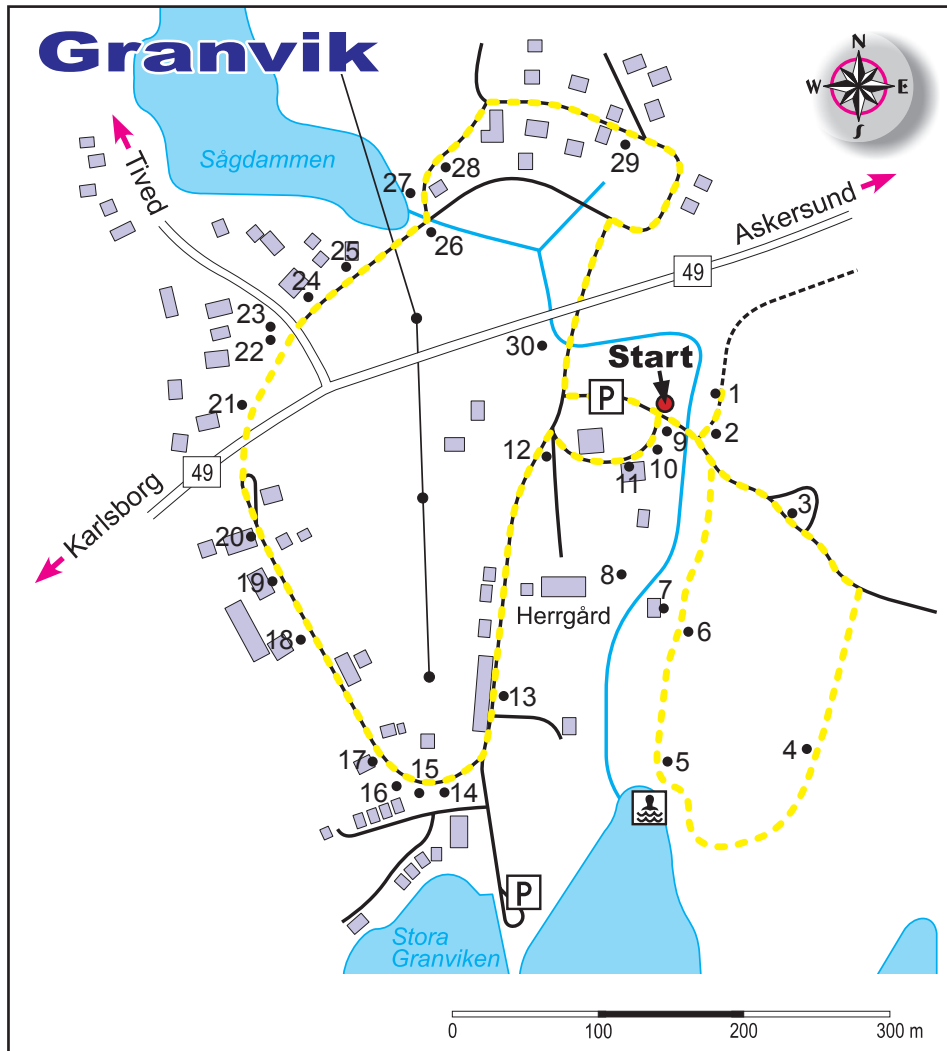 Granvik
N
W
E
S
Sågdammen
Tived
27
28
29
26
Askersund
49
25
24
23
22
30
Start
P
1
21
2
9
12
10
11
49
Karlsborg
3
20
19
8
7
Herrgård
6
18
13
17
15
5
4
16
14
P
Stora
Granviken
0
100
200
300 m